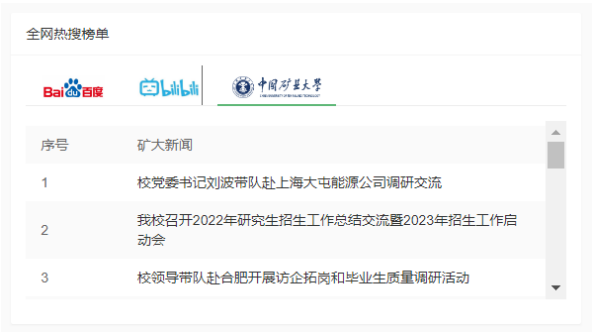 全网热搜榜单
Bai du 百度
bilibili
中国矿业大学
序号 矿大新闻
1 校党委书记刘波带队赴上海大屯能源公司调研交流
2 我校召开2022年研究生招生工作总结交流暨2023年招生工作启
动会
3 校领导带队赴合肥开展访企拓岗和毕业生质量调研活动